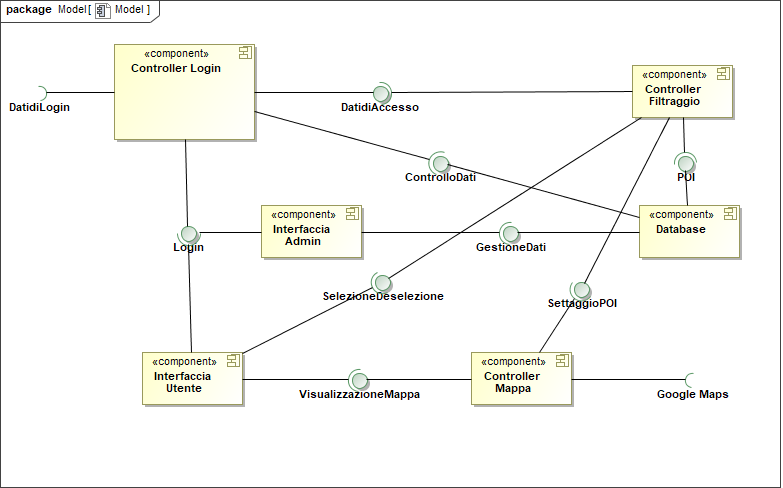 package Model[ Model ]
«component»
Controller Login
«component»
Controller
Filtraggio
DatidiLogin
DatidiAccesso
ControlloDati
POI
«component»
Interfaccia
Admin
«component»
Database
Login
GestioneDati
SelezioneDeselezione
SettaggioPOI
«component»
Interfaccia
Utente
«component»
Controller
Mappa
VisualizzazioneMappa
Google Maps